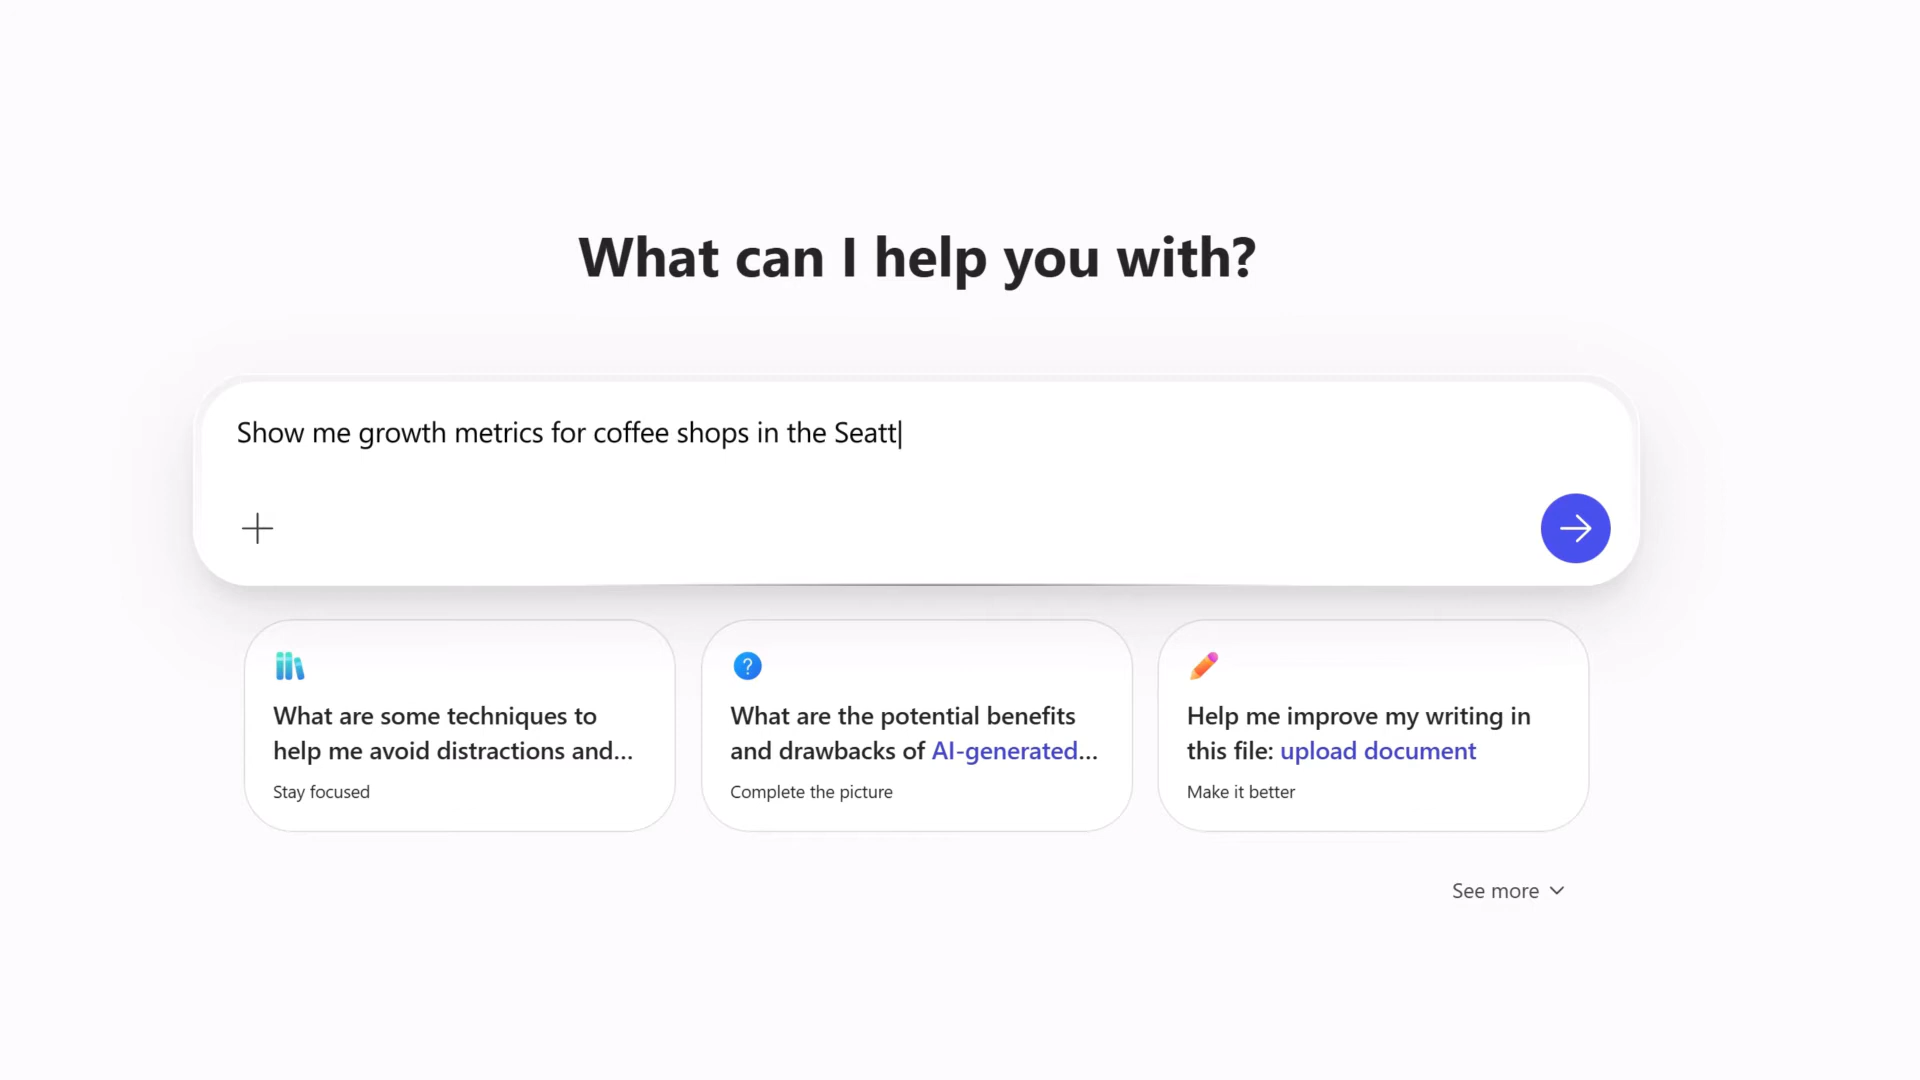 What can I help you with?
Show me growth metrics for coffee shops in the Seatt
What are some techniques to
help me avoid distractions and...
Stay focused
?
What are the potential benefits
and drawbacks of AI-generated...
Complete the picture
Help me improve my writing in
this file: upload document
Make it better
See more